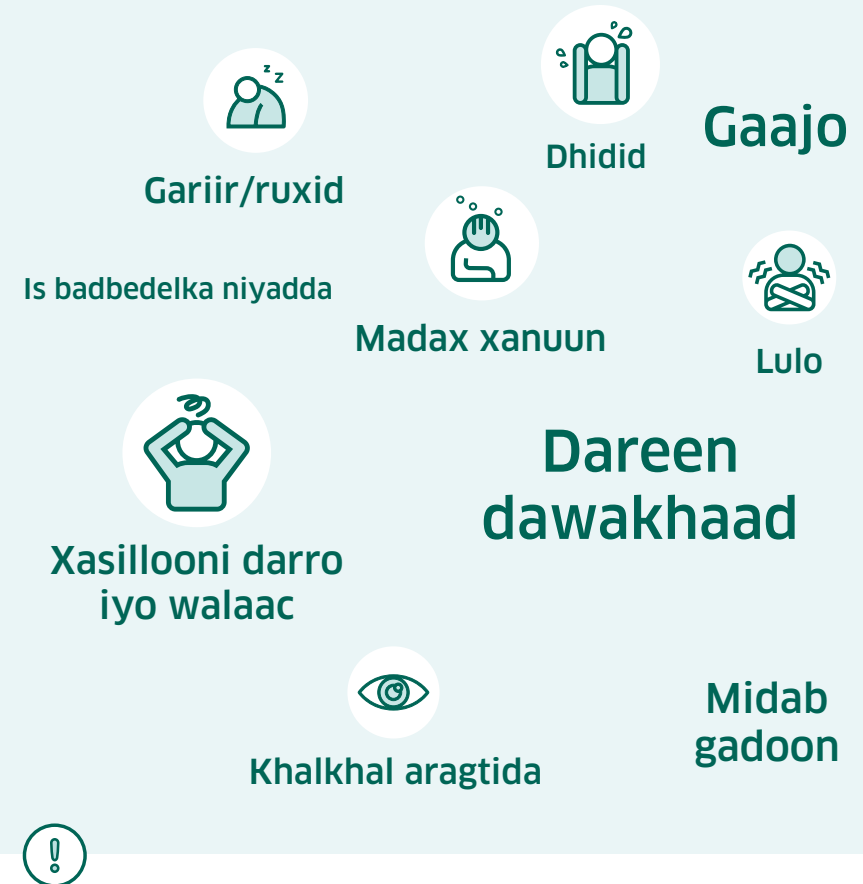 Gaajo
Dhidid
Gariir/ruxid
Is badbedelka niyadda
Madax xanuun
Lulo
Dareen
dawakhaad
Xasillooni darro
iyo walaac
Midab
gadoon
Khalkhal aragtida